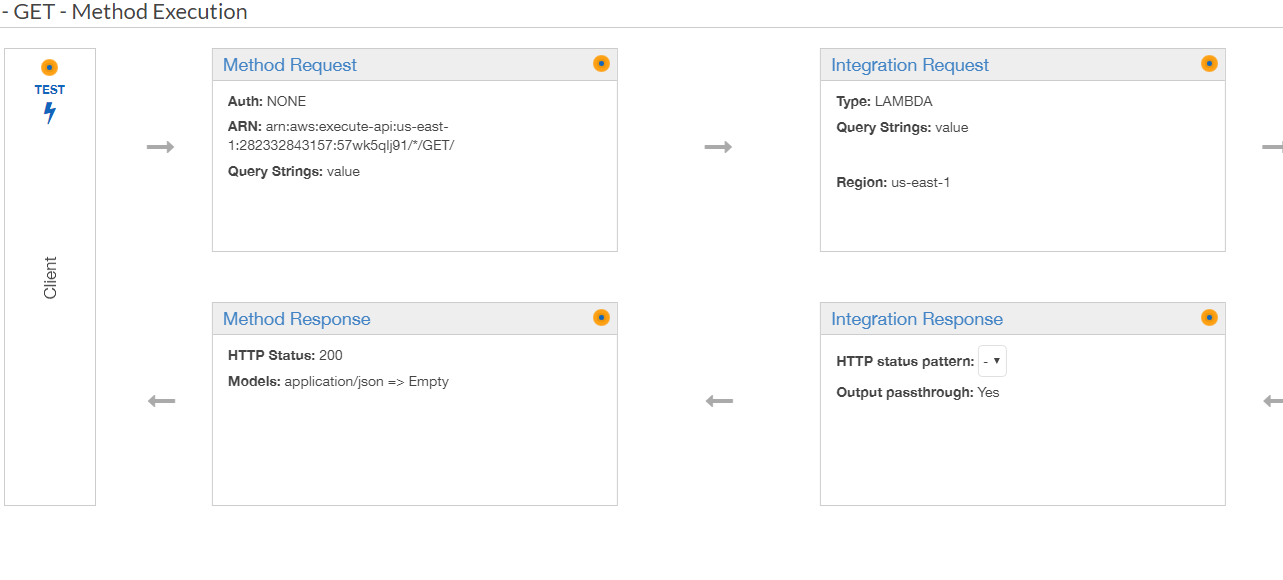 - GET - Method Execution
TEST
Client
Method Request
Auth: NONE
ARN: arn:aws:execute-api:us-east-
1:282332843157:57wk5qlj91/*/GET/
Query Strings: value
Integration Request
Type: LAMBDA
Query Strings: value
Region: us-east-1
Method Response
HTTP Status: 200
Models: application/json => Empty
Integration Response
HTTP status pattern: -
Output passthrough: Yes